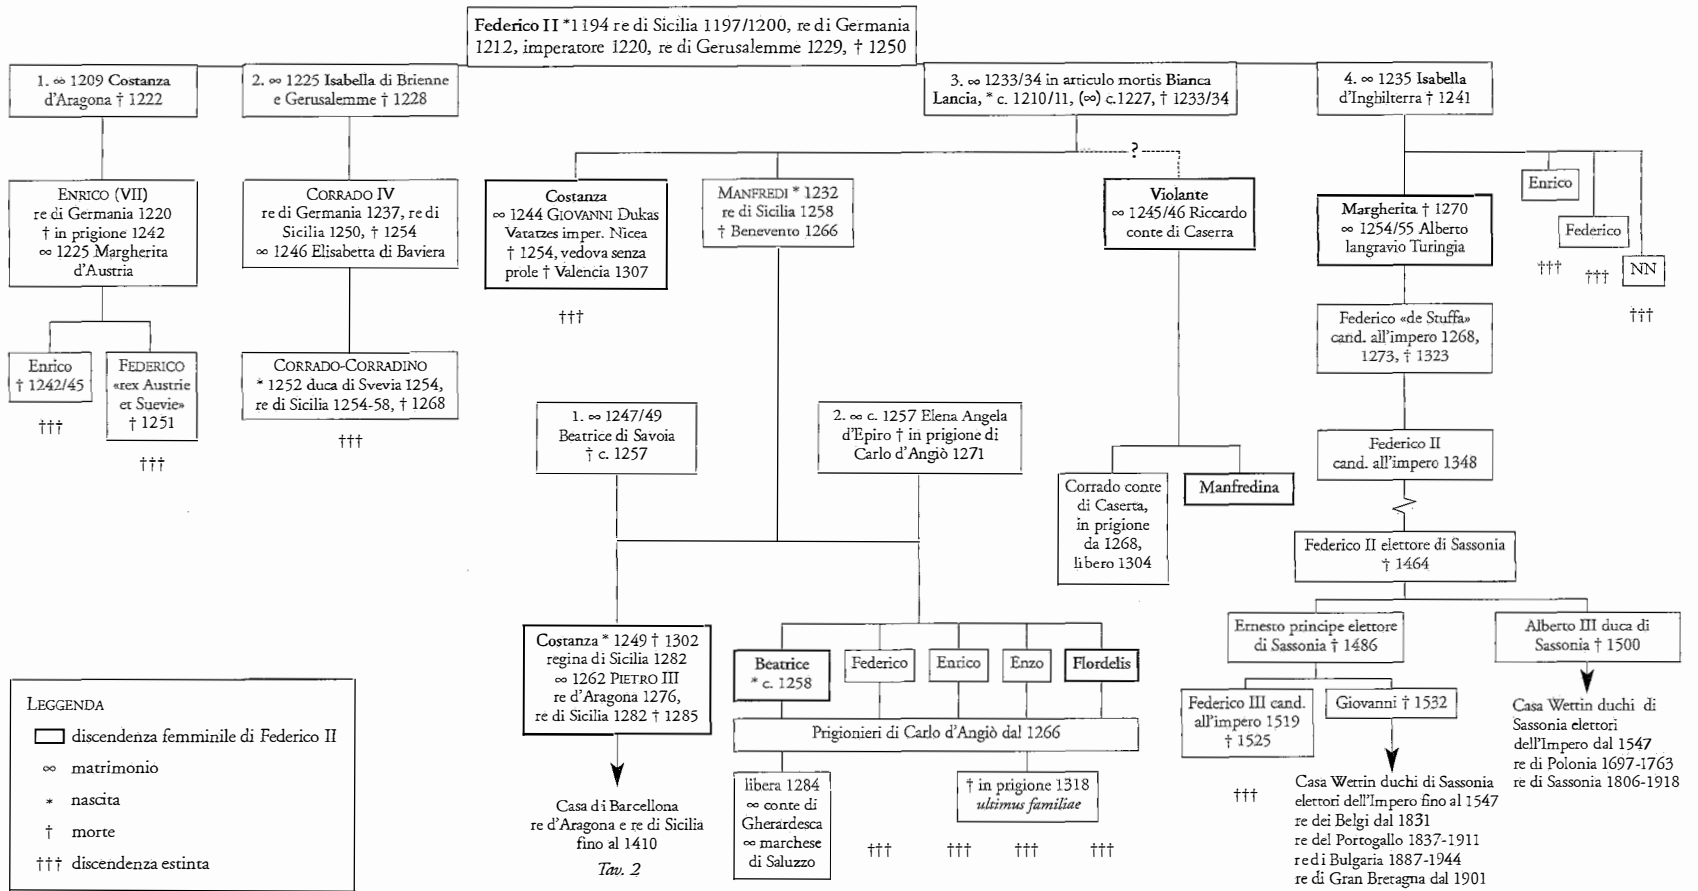 Federico II *1194 re di Sicilia 1197/1200, re di Germania
1212, imperatore 1220, re di Gerusalemme 1229, † 1250
1. ∞ 1209 Costanza
d'Aragona † 1222
2. ∞ 1225 Isabella di Brienne
e Gerusalemme † 1228
3. ∞ 1233/34 in articulo mortis Bianca
Lancia, * c. 1210/11, (∞) c.1227, † 1233/34
4. ∞ 1235 Isabella
d'Inghilterra † 1241
?
ENRICO (VII)
re di Germania 1220
† in prigione 1242
∞ 1225 Margherita
d'Austria
CORRADO IV
re di Germania 1237, re di
Sicilia 1250, † 1254
∞ 1246 Elisabetta di Baviera
Costanza
∞ 1244 GIOVANNI Dukas
Vatatzes imper. Nicea
† 1254, vedova senza
prole † Valencia 1307
†††
MANFREDI * 1232
re di Sicilia 1258
† Benevento 1266
Violante
∞ 1245/46 Riccardo
conte di Caserra
Margherita † 1270
∞ 1254/55 Alberto
langravio Turingia
Enrico
†††
Federico
†††
NN
†††
Enrico
† 1242/45
†††
FEDERICO
«rex Austrie
et Suevie»
† 1251
†††
CORRADO-CORRADINO
* 1252 duca di Svevia 1254,
re di Sicilia 1254-58, † 1268
†††
Federico «de Stuffa»
cand. all'impero 1268,
1273, † 1323
1. ∞ 1247/49
Beatrice di Savoia
† c. 1257
2. ∞ c. 1257 Elena Angela
d'Epiro † in prigione di
Carlo d'Angiò 1271
Federico II
cand. all'impero 1348
Corrado conte
di Caserta,
in prigione
da 1268,
libero 1304
Manfredina
Federico II elettore di Sassonia
† 1464
Costanza * 1249 † 1302
regina di Sicilia 1282
∞ 1262 PIETRO III
re d'Aragona 1276,
re di Sicilia 1282 † 1285
Beatrice
* c. 1258
Federico
Enrico
Enzo
Flordelis
Prigionieri di Carlo d'Angiò dal 1266
libera 1284
∞ conte di
Gherardesca
∞ marchese
di Saluzzo
† in prigione 1318
ultimus familiae
†††
†††
†††
†††
Casa di Barcellona
re d'Aragona e re di Sicilia
fino al 1410
Tav. 2
Ernesto principe elettore
di Sassonia † 1486
Alberto III duca di
Sassonia † 1500
Federico III cand.
all'impero 1519
† 1525
†††
Giovanni † 1532
Casa Wettin duchi di Sassonia
elettori dell'Impero fino al 1547
re dei Belgi dal 1831
re del Portogallo 1837-1911
re di Bulgaria 1887-1944
re di Gran Bretagna dal 1901
Casa Wettin duchi di
Sassonia elettori
dell'Impero dal 1547
re di Polonia 1697-1763
re di Sassonia 1806-1918
LEGGENDA
discendenza femminile di Federico II
∞ matrimonio
* nascita
† morte
††† discendenza estinta